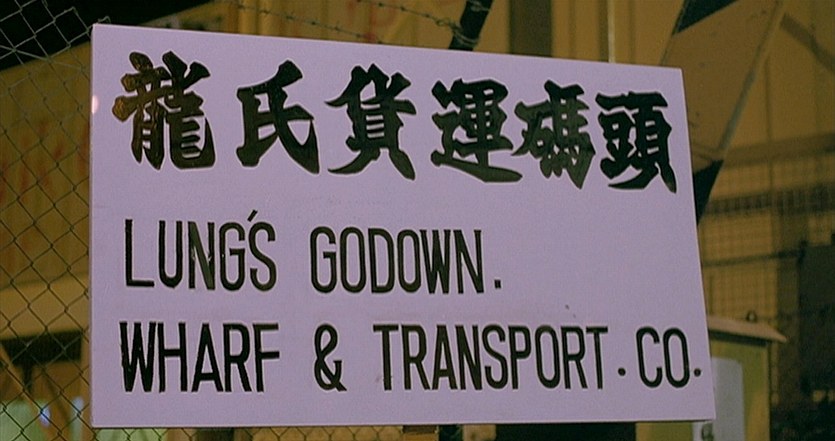 龍氏貨運碼頭
LUNG'S GODOWN.
WHARF & TRANSPORT.CO.